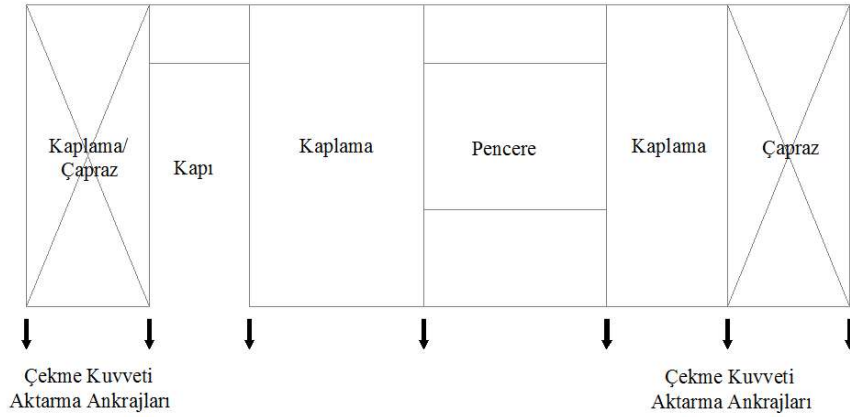 Kaplama/
Çapraz
Kapı
Kaplama
Pencere
Kaplama
Çapraz
Çekme Kuvveti
Aktarma Ankrajları
Çekme Kuvveti
Aktarma Ankrajları